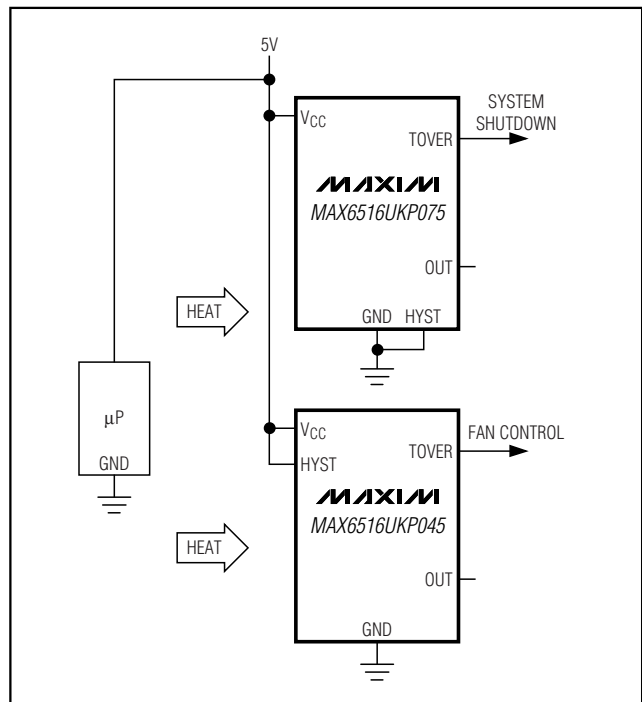 5V
VCC
SYSTEM
SHUTDOWN
TOVER
MAXIM
MAX6516UKP075
OUT
HEAT
GND HYST
μP
GND
VCC
HYST
FAN CONTROL
TOVER
MAXIM
MAX6516UKP045
HEAT
OUT
GND